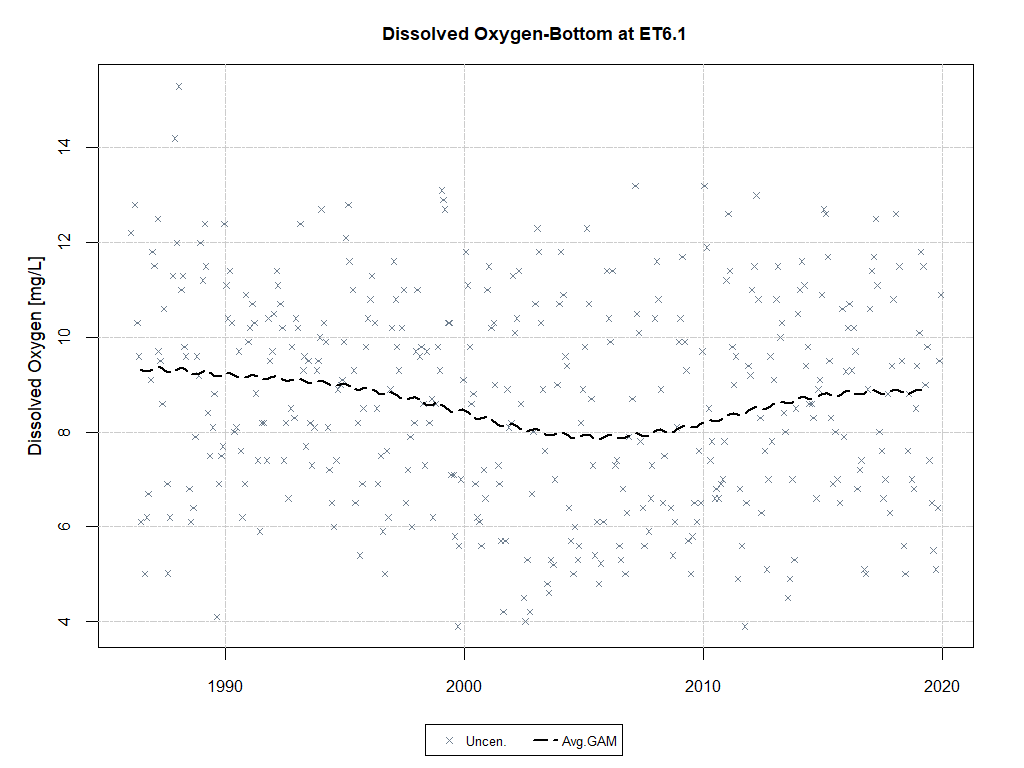 Dissolved Oxygen-Bottom at ET6.1
Dissolved Oxygen [mg/L]
14
12
10
8
6
4
1990 2000 2010 2020
Uncen. Avg.GAM